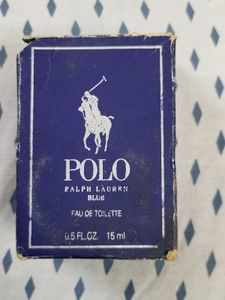 POLO
RALPH LAUREN
BLUE
EAU DE TOILETTE
0.5 FL.OZ. 15 ml